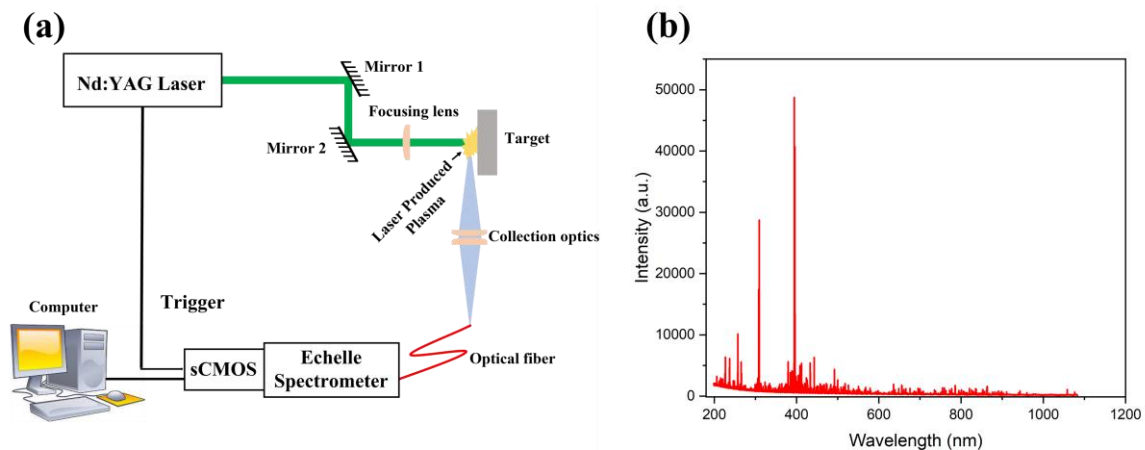 (a)
Nd:YAG Laser
Mirror 1
Focusing lens
Mirror 2
Target
Laser Produced
Plasma
Collection optics
Computer
Trigger
sCMOS
Echelle
Spectrometer
Optical fiber
(b)
Intensity (a.u.)
50000
40000
30000
20000
10000
0
200
400
600
800
1000
1200
Wavelength (nm)